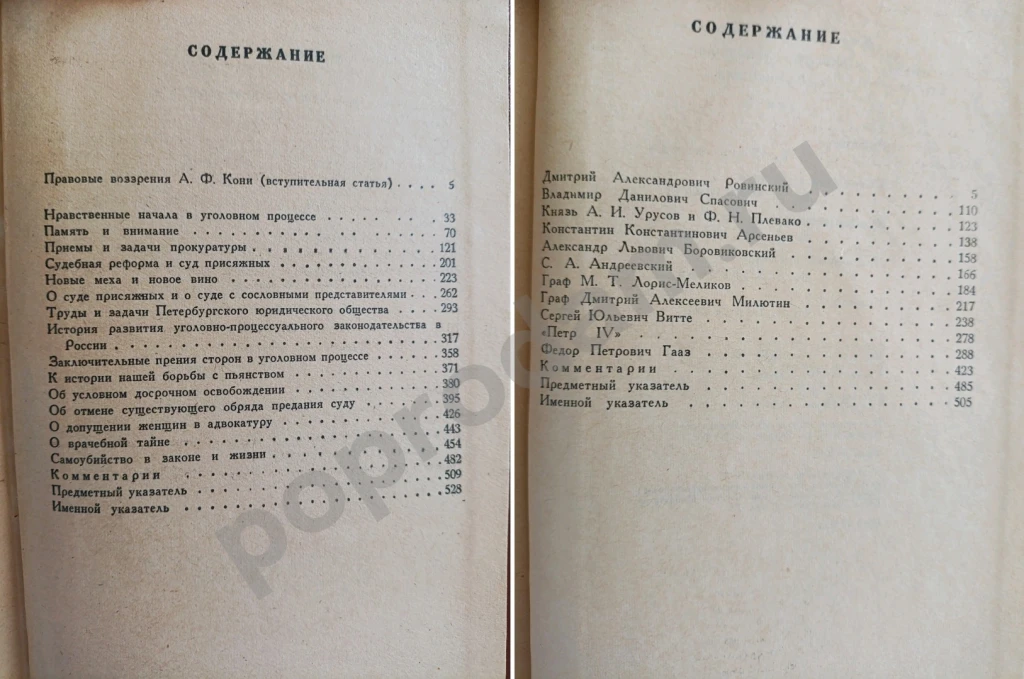 СОДЕРЖАНИЕ
Правовые воззрения А. Ф. Кони (вступительная статья) . . . . 5
Нравственные начала в уголовном процессе . . . . . 33
Память и внимание . . . . . 70
Приемы и задачи прокуратуры . . . . . 121
Судебная реформа и суд присяжных . . . . . 201
Новые меха и новое вино . . . . . 223
О суде присяжных и о суде с сословными представителями . . . 262
Труды и задачи Петербургского юридического общества . . . 293
История развития уголовно-процессуального законодательства в
России . . . . . 317
Заключительные прения сторон в уголовном процессе . . . . . 358
К истории нашей борьбы с пьянством . . . . . 371
Об условном досрочном освобождении . . . . . 380
Об отмене существующего обряда предания суду . . . . . 395
О допущении женщин в адвокатуру . . . . . 426
О врачебной тайне . . . . . 443
Самоубийство в законе и жизни . . . . . 454
Комментарии . . . . . 482
Предметный указатель . . . . . 509
Именной указатель . . . . . 528
СОДЕРЖАНИЕ
Дмитрий Александрович Ровинский . . . . . 5
Владимир Данилович Спасович . . . . . 110
Князь А. И. Урусов и Ф. Н. Плевако . . . . . 123
Константин Константинович Арсеньев . . . . . 138
Александр Львович Боровиковский . . . . . 158
С. А. Андреевский . . . . . 166
Граф М. Т. Лорис-Меликов . . . . . 184
Граф Дмитрий Алексеевич Милютин . . . . . 217
Сергей Юльевич Витте . . . . . 238
«Петр IV» . . . . . 278
Федор Петрович Гааз . . . . . 288
Комментарии . . . . . 423
Предметный указатель . . . . . 485
Именной указатель . . . . . 505